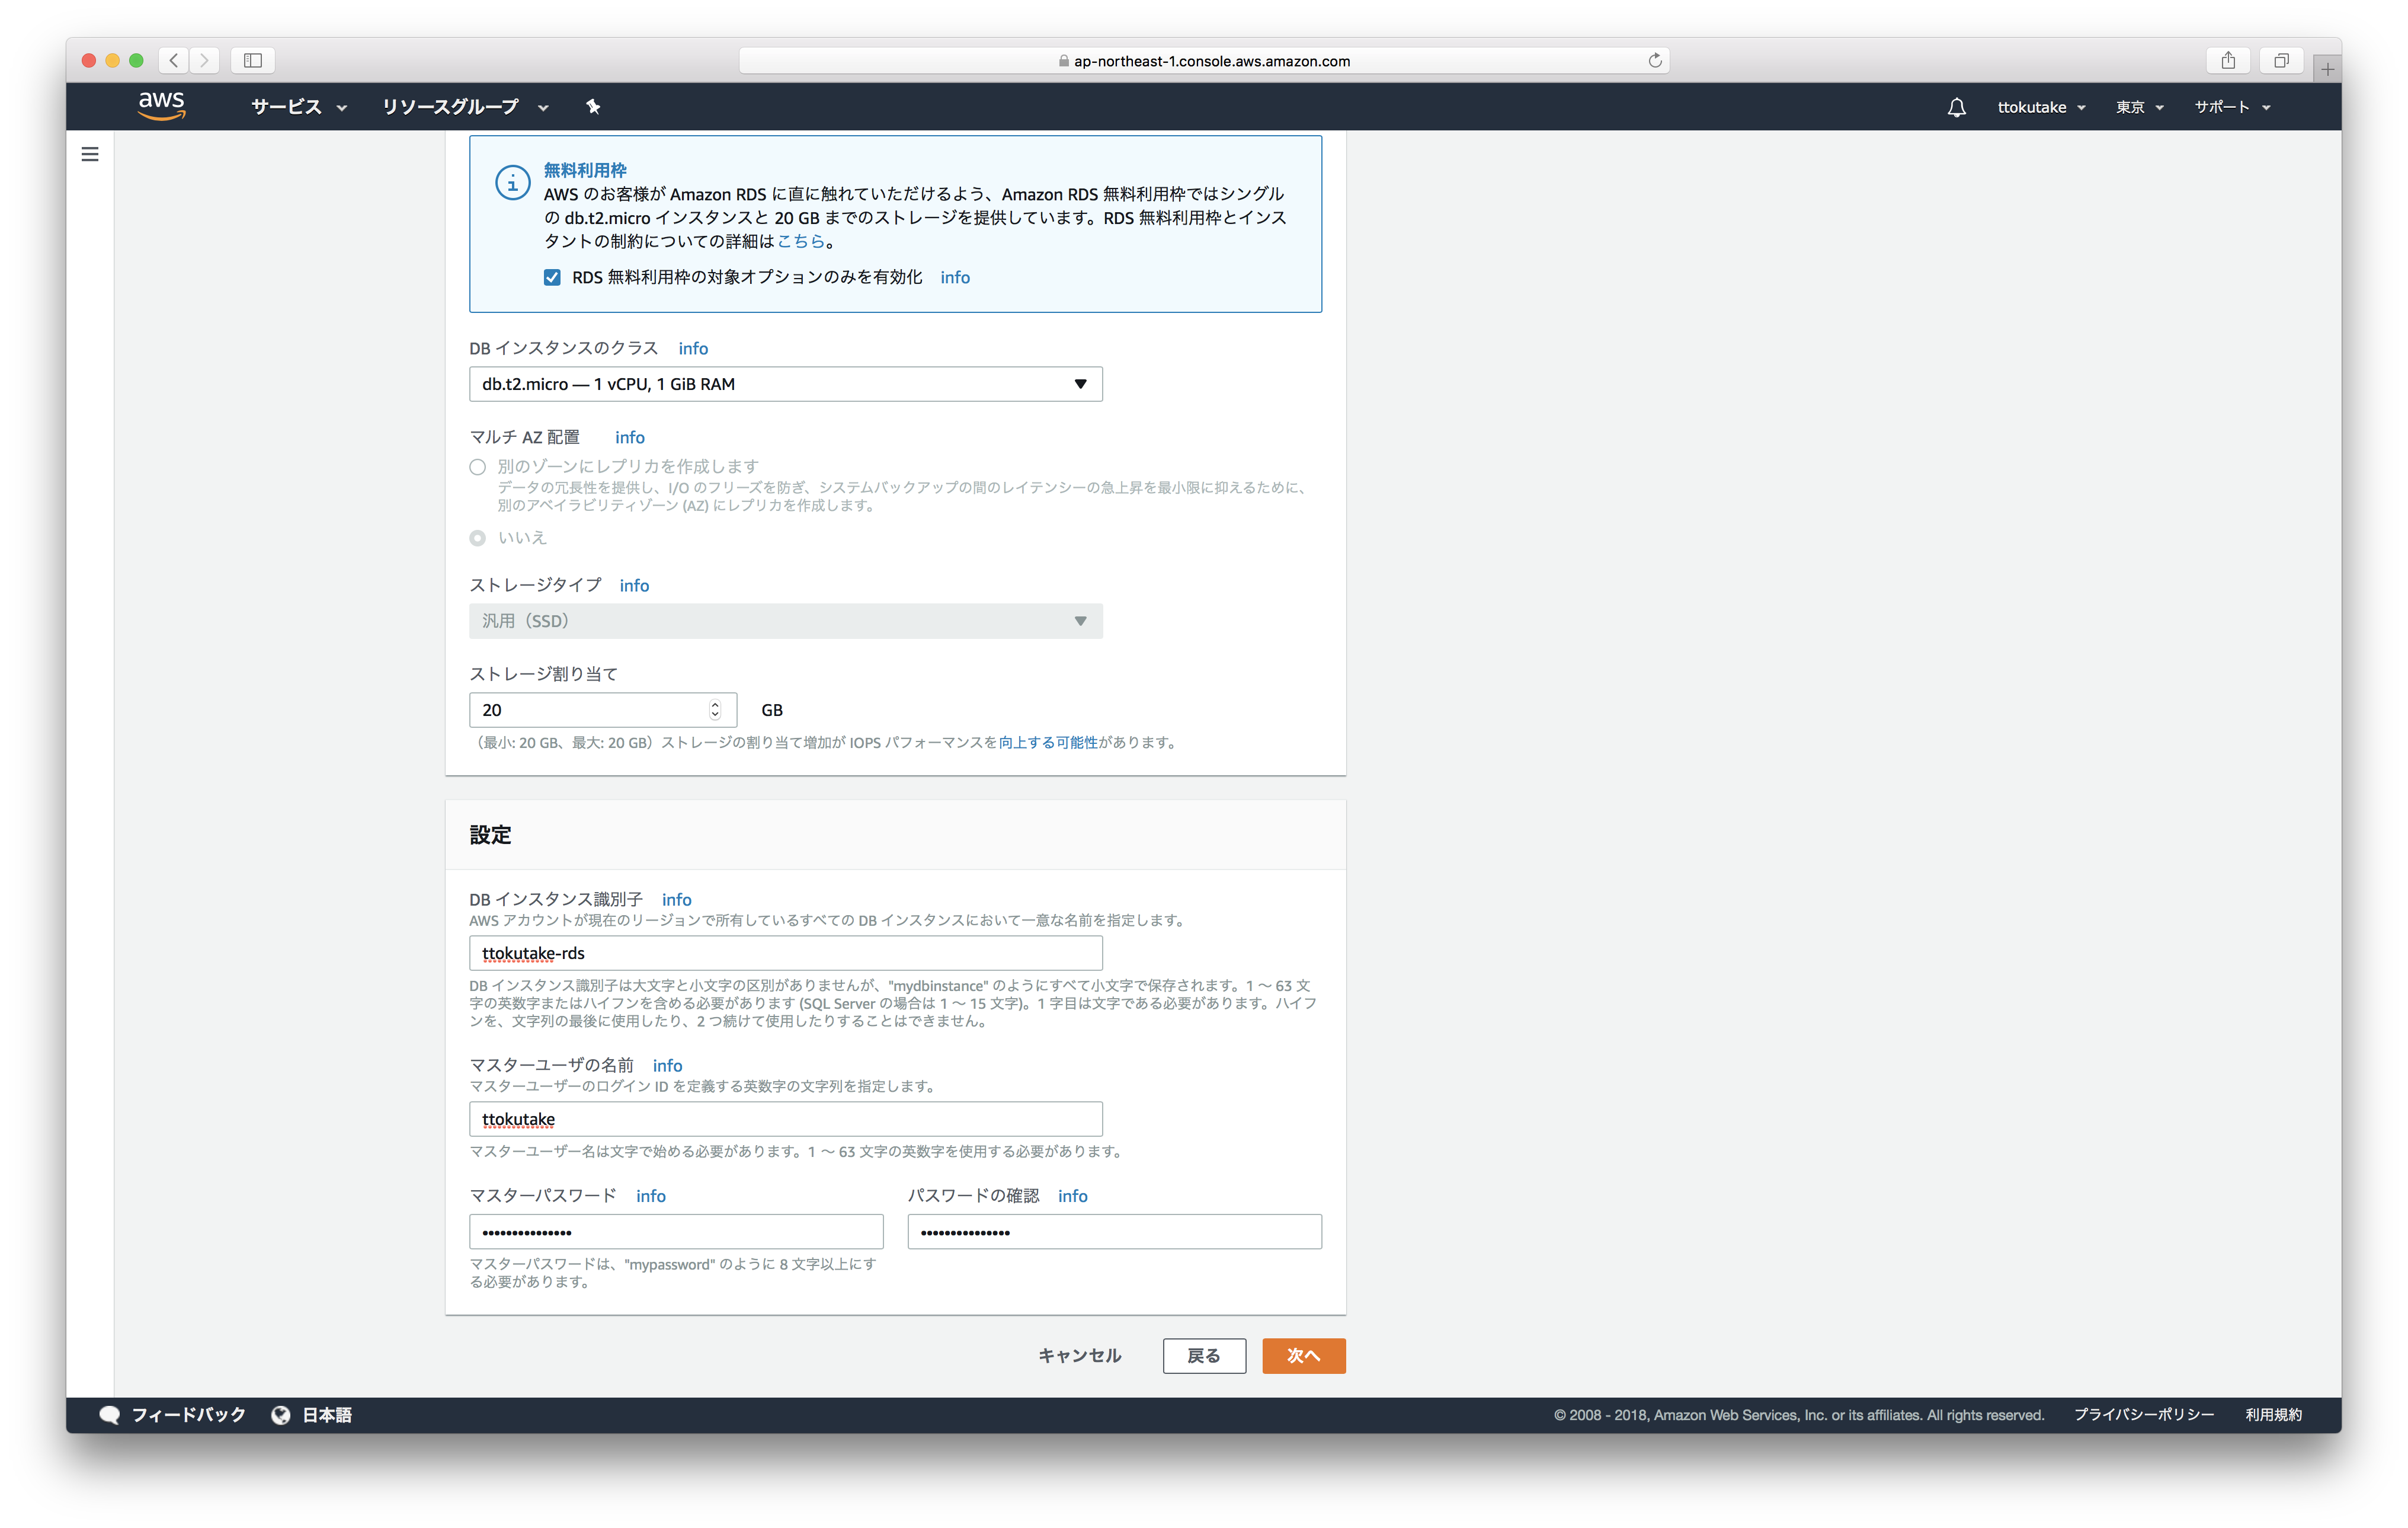 ap-northeast-1.console.aws.amazon.com
aws
サービス
リソースグループ
ttokutake
東京
サポート
無料利用枠
AWS のお客様が Amazon RDS に直に触れていただけるよう、Amazon RDS 無料利用枠ではシングル
の db.t2.micro インスタンスと 20 GB までのストレージを提供しています。RDS 無料利用枠とインス
タントの制約についての詳細はこちら。
RDS 無料利用枠の対象オプションのみを有効化 info
DB インスタンスのクラス info
db.t2.micro — 1 vCPU, 1 GiB RAM
マルチ AZ 配置 info
別のゾーンにレプリカを作成します
データの冗長性を提供し、I/O のフリーズを防ぎ、システムバックアップの間のレイテンシーの急上昇を最小限に抑えるために、
別のアベイラビリティゾーン (AZ) にレプリカを作成します。
いいえ
ストレージタイプ info
汎用（SSD）
ストレージ割り当て
20 GB
（最小: 20 GB、最大: 20 GB）ストレージの割り当て増加が IOPS パフォーマンスを向上する可能性があります。
設定
DB インスタンス識別子 info
AWS アカウントが現在のリージョンで所有しているすべての DB インスタンスにおいて一意な名前を指定します。
ttokutake-rds
DB インスタンス識別子は大文字と小文字の区別がありませんが、"mydbinstance" のようにすべて小文字で保存されます。1 〜 63 文
字の英数字またはハイフンを含める必要があります (SQL Server の場合は 1 〜 15 文字)。1 字目は文字である必要があります。ハイフ
ンを、文字列の最後に使用したり、2 つ続けて使用したりすることはできません。
マスターユーザの名前 info
マスターユーザーのログイン ID を定義する英数字の文字列を指定します。
ttokutake
マスターユーザー名は文字で始める必要があります。1 〜 63 文字の英数字を使用する必要があります。
マスターパスワード info
パスワードの確認 info
•••••••••••••••
•••••••••••••••
マスターパスワードは、"mypassword" のように 8 文字以上にす
る必要があります。
キャンセル
戻る
次へ
フィードバック
日本語
© 2008 - 2018, Amazon Web Services, Inc. or its affiliates. All rights reserved.
プライバシーポリシー
利用規約